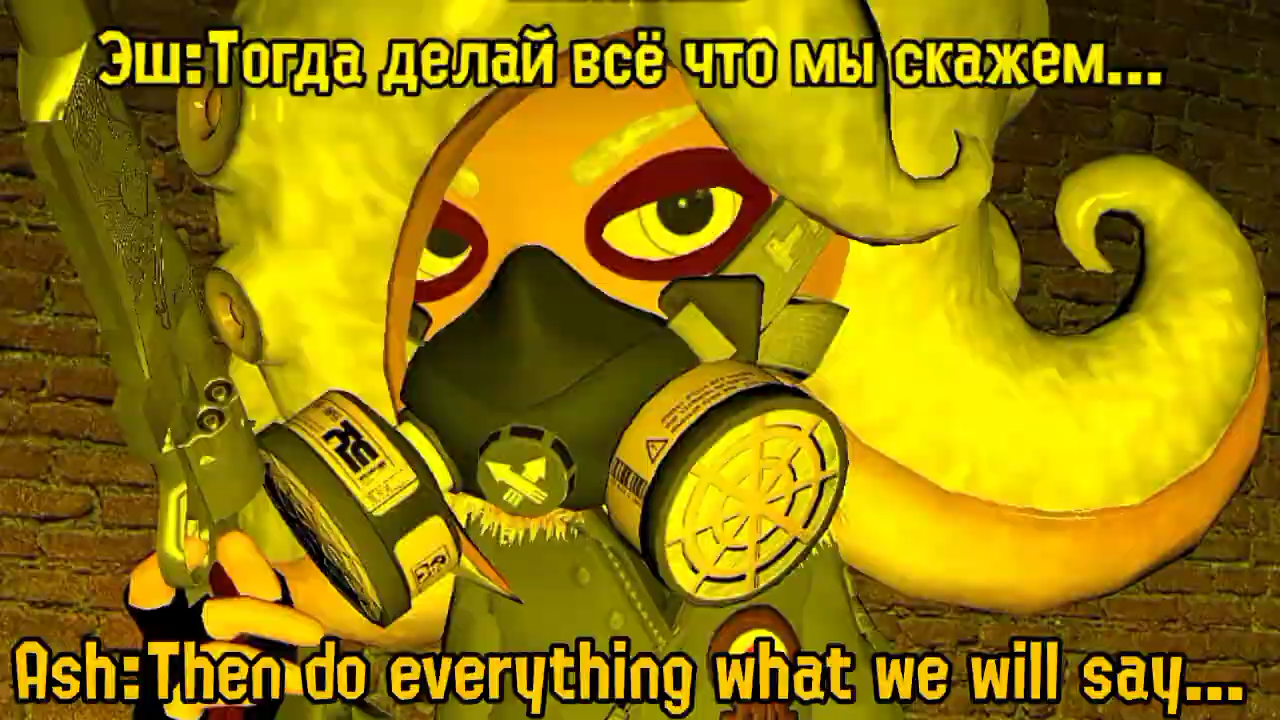 Эш:Тогда делай всё что мы скажем...
Ash:Then do everything what we will say...